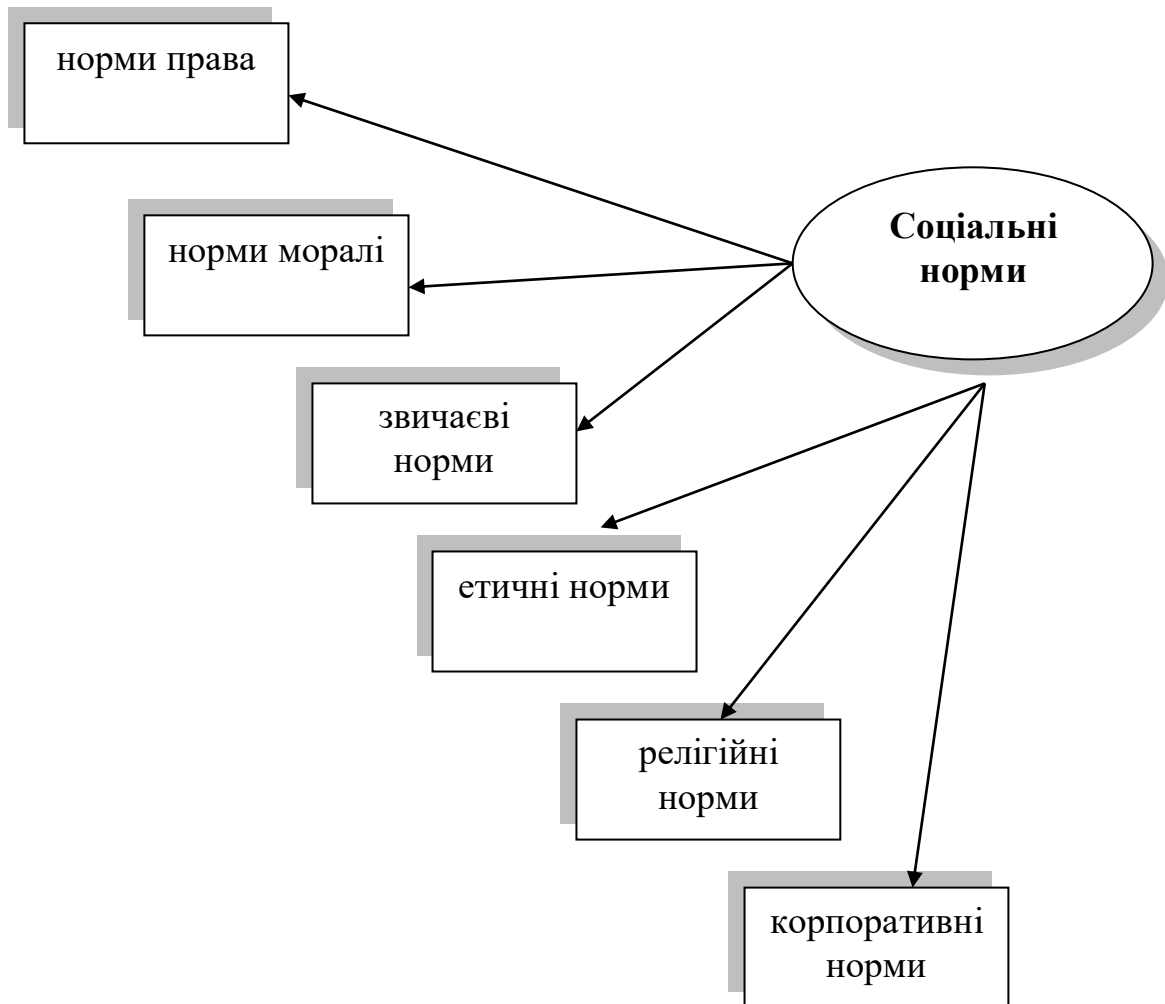 норми права
Соціальні
норми
норми моралі
звичаєві
норми
етичні норми
релігійні
норми
корпоративні
норми